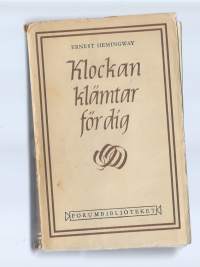 ERNEST HEMINGWAY
Klockan
klämtar
för dig
FORUMBIBLIOTEKET